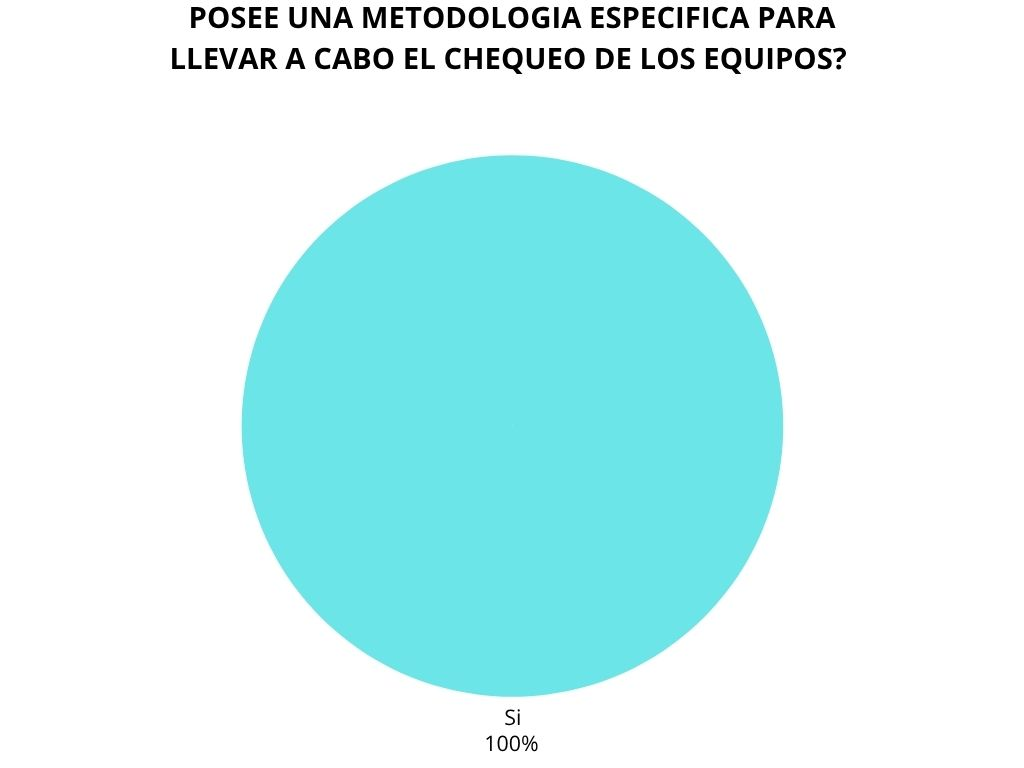 POSEE UNA METODOLOGIA ESPECIFICA PARA
LLEVAR A CABO EL CHEQUEO DE LOS EQUIPOS?
Si
100%